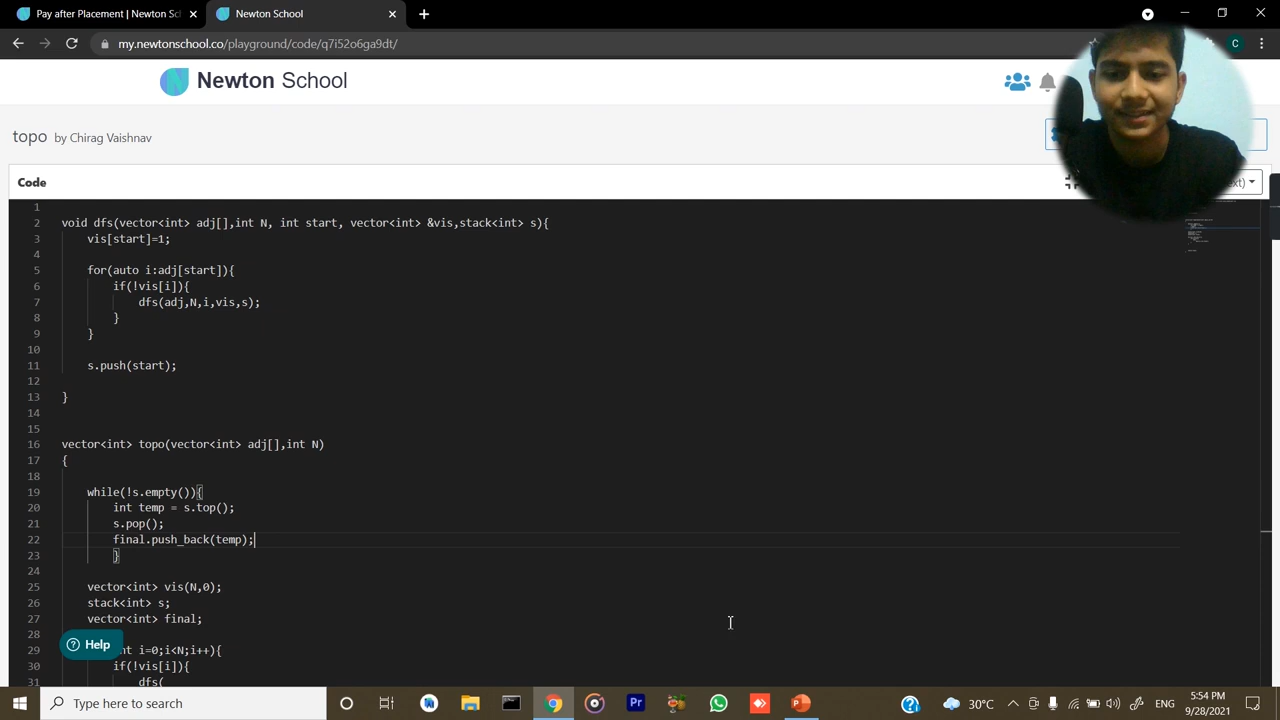 Pay after Placement | Newton Sch
Newton School
my.newtonschool.co/playground/code/q7i52o6ga9dt/
C
Newton School
topo by Chirag Vaishnav
Code
xt)
1
2 void dfs(vector<int> adj[],int N, int start, vector<int> &vis,stack<int> s){
3 vis[start]=1;
4
5 for(auto i:adj[start]){
6 if(!vis[i]){
7 dfs(adj,N,i,vis,s);
8 }
9 }
10
11 s.push(start);
12
13 }
14
15
16 vector<int> topo(vector<int> adj[],int N)
17 {
18
19 while(!s.empty()){
20 int temp = s.top();
21 s.pop();
22 final.push_back(temp);
23 }
24
25 vector<int> vis(N,0);
26 stack<int> s;
27 vector<int> final;
28
29 int i=0;i<N;i++){
30 if(!vis[i]){
31 dfs(
Help
Type here to search
Pr
30°C
5:54 PM
9/28/2021